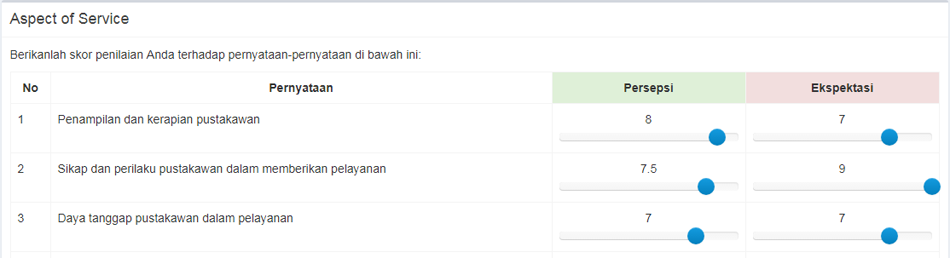 Aspect of Service
Berikanlah skor penilaian Anda terhadap pernyataan-pernyataan di bawah ini:
No Pernyataan Persepsi Ekspektasi
1 Penampilan dan kerapian pustakawan 8 7
2 Sikap dan perilaku pustakawan dalam memberikan pelayanan 7.5 9
3 Daya tanggap pustakawan dalam pelayanan 7 7